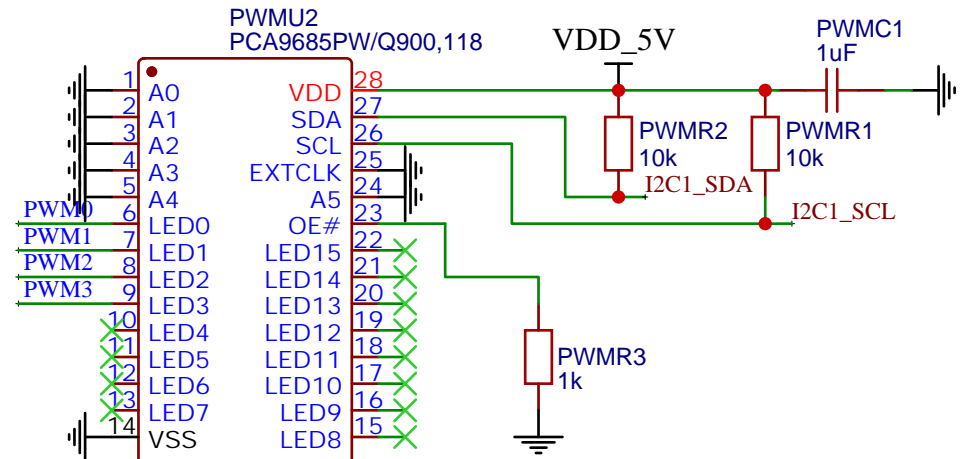 PWMU2
PCA9685PW/Q900,118
VDD_5V
PWMC1
1uF
1 A0 VDD 28
2 A1 SDA 27
3 A2 SCL 26
4 A3 EXTCLK 25
5 A4 A5 24
PWM0 6 LED0 OE# 23
PWM1 7 LED1 LED15 22
PWM2 8 LED2 LED14 21
PWM3 9 LED3 LED13 20
10 LED4 LED12 19
11 LED5 LED11 18
12 LED6 LED10 17
13 LED7 LED9 16
14 VSS LED8 15
PWMR2
10k
PWMR1
10k
I2C1_SDA
I2C1_SCL
PWMR3
1k